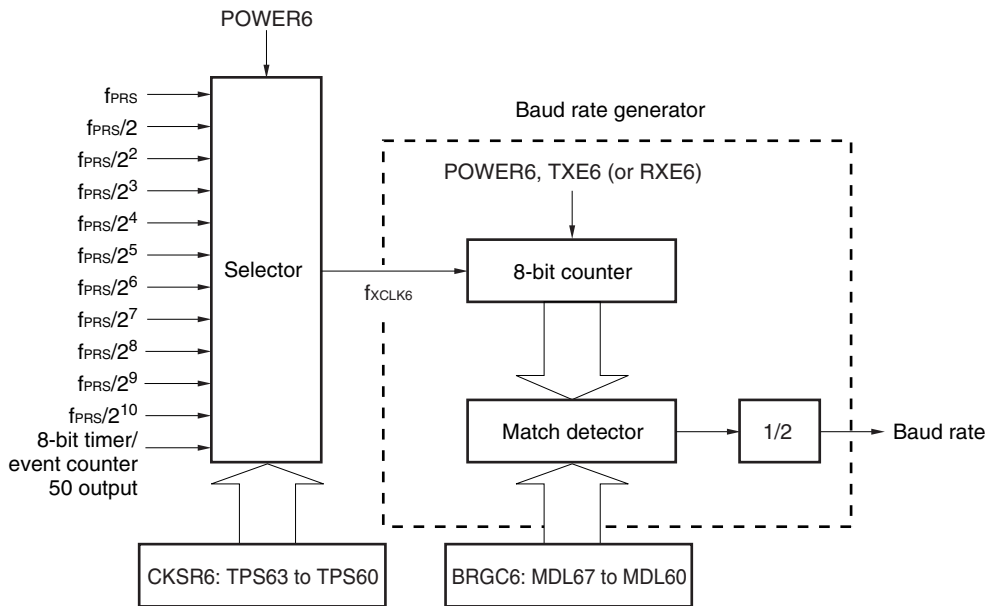 POWER6
fPRS
fPRS/2
fPRS/2²
fPRS/2³
fPRS/2⁴
fPRS/2⁵
fPRS/2⁶
fPRS/2⁷
fPRS/2⁸
fPRS/2⁹
fPRS/2¹⁰
8-bit timer/
event counter
50 output
Selector
fXCLK6
Baud rate generator
POWER6, TXE6 (or RXE6)
8-bit counter
Match detector
1/2
Baud rate
CKSR6: TPS63 to TPS60
BRGC6: MDL67 to MDL60